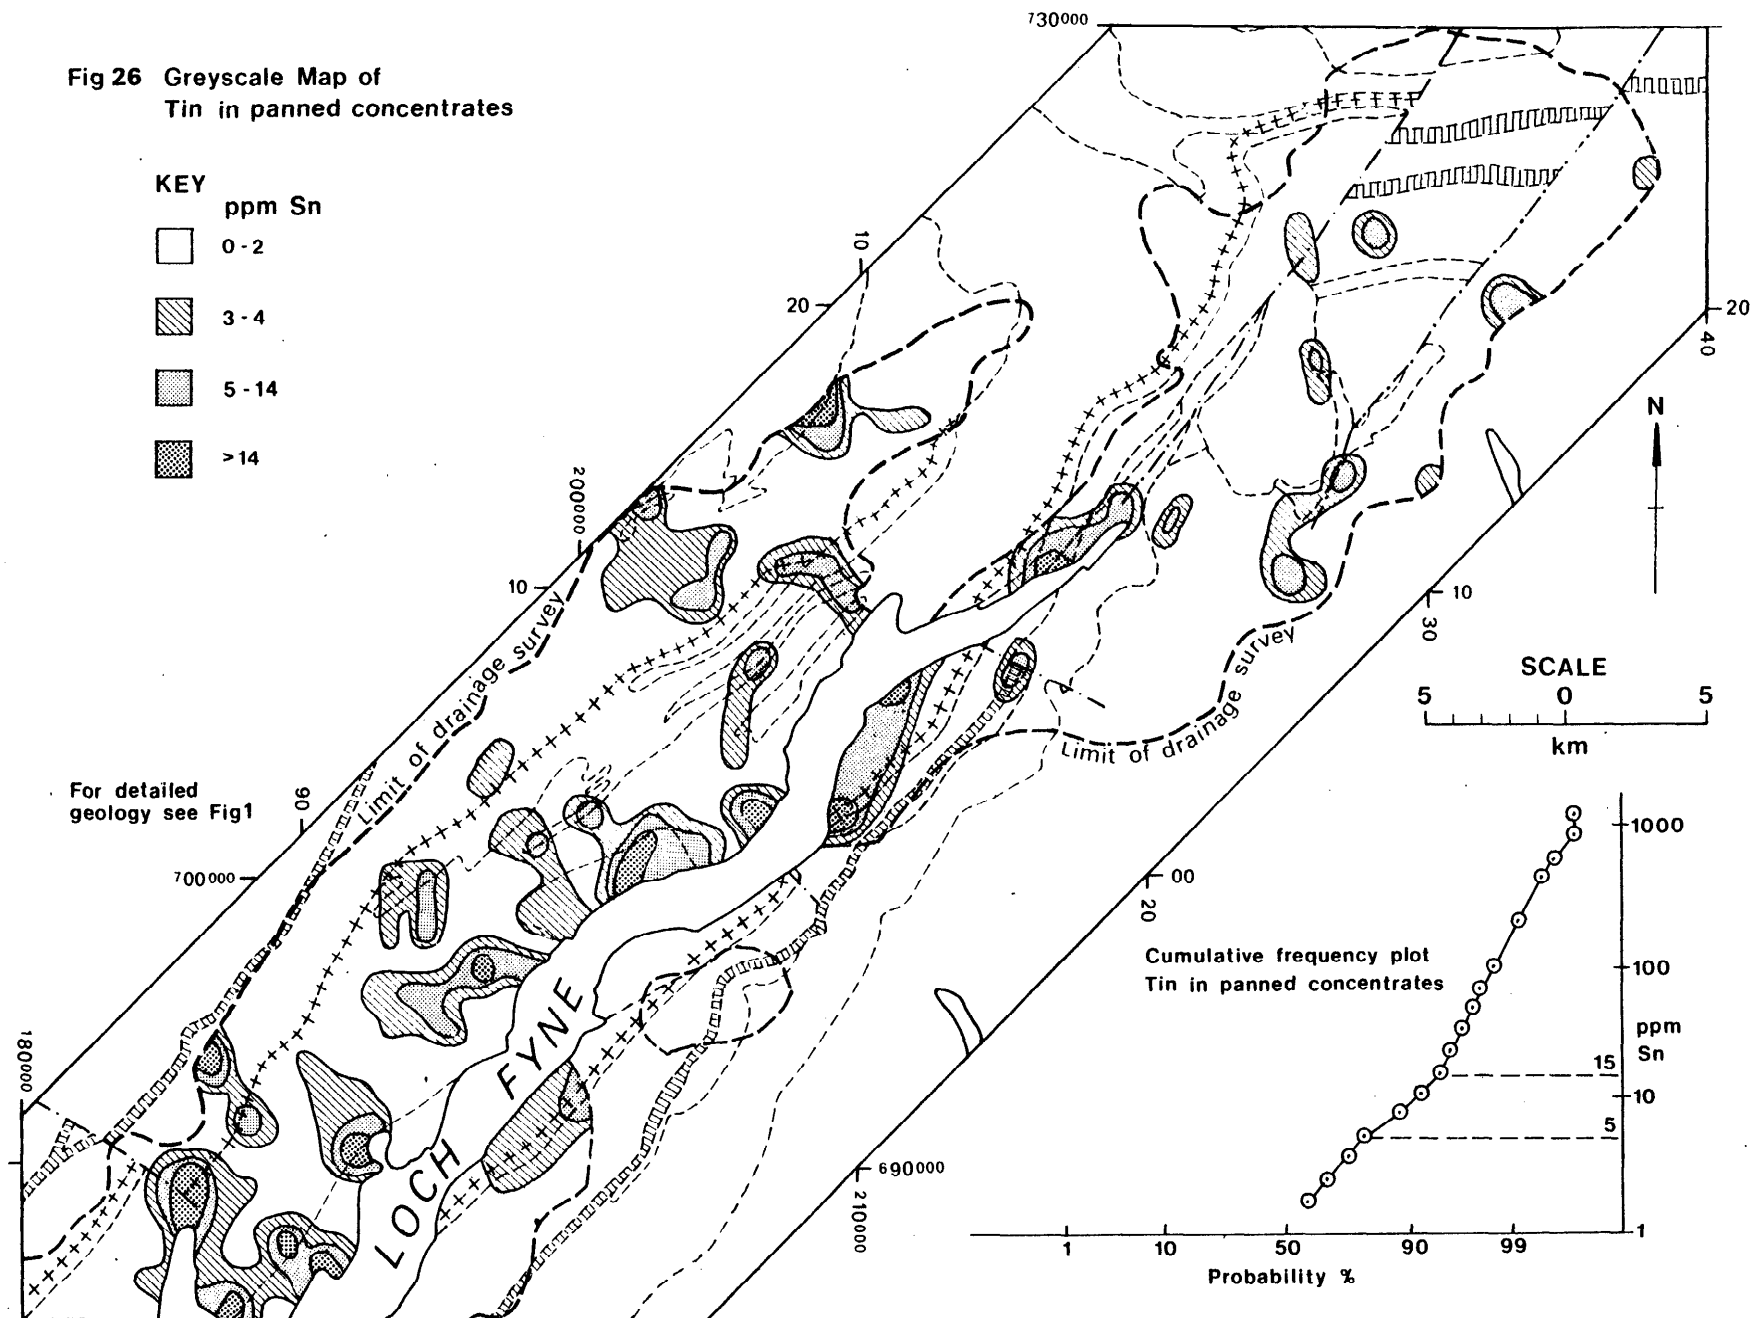 Fig 26 Greyscale Map of
Tin in panned concentrates
KEY
ppm Sn
0 - 2
3 - 4
5 - 14
>14
730000
10
20
200000
10
Limit of drainage survey
For detailed
geology see Fig1
90
700000
180000
20
40
N
10
30
Limit of drainage survey
SCALE
5 0 5
km
00
20
690000
210000
LOCH FYNE
Cumulative frequency plot
Tin in panned concentrates
1000
100
ppm
Sn
15
10
5
1
1 10 50 90 99
Probability %